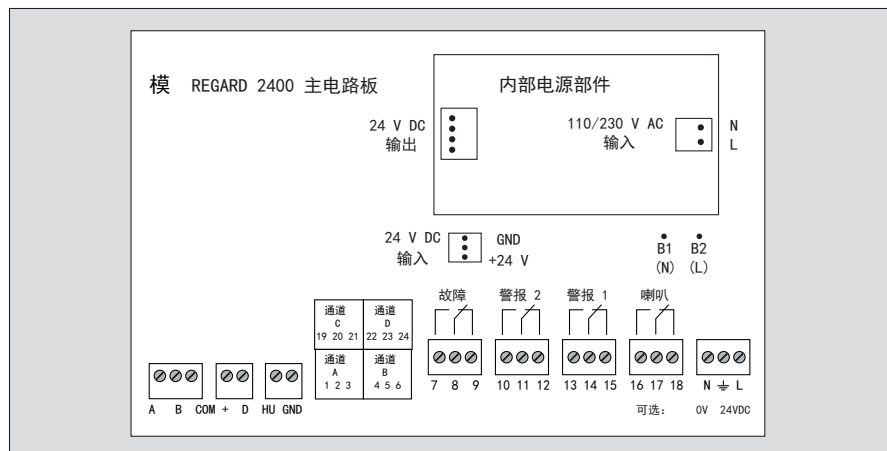 模 REGARD 2400 主电路板
内部电源部件
24 V DC
输出
110/230 V AC
输入
N
L
24 V DC
输入
GND
+24 V
B1
(N)
B2
(L)
通道
C
19 20 21
通道
D
22 23 24
通道
A
1 2 3
通道
B
4 5 6
故障
警报 2
警报 1
喇叭
7 8 9
10 11 12
13 14 15
16 17 18
N ⏚ L
A B COM + D HU GND
可选: 0V 24VDC